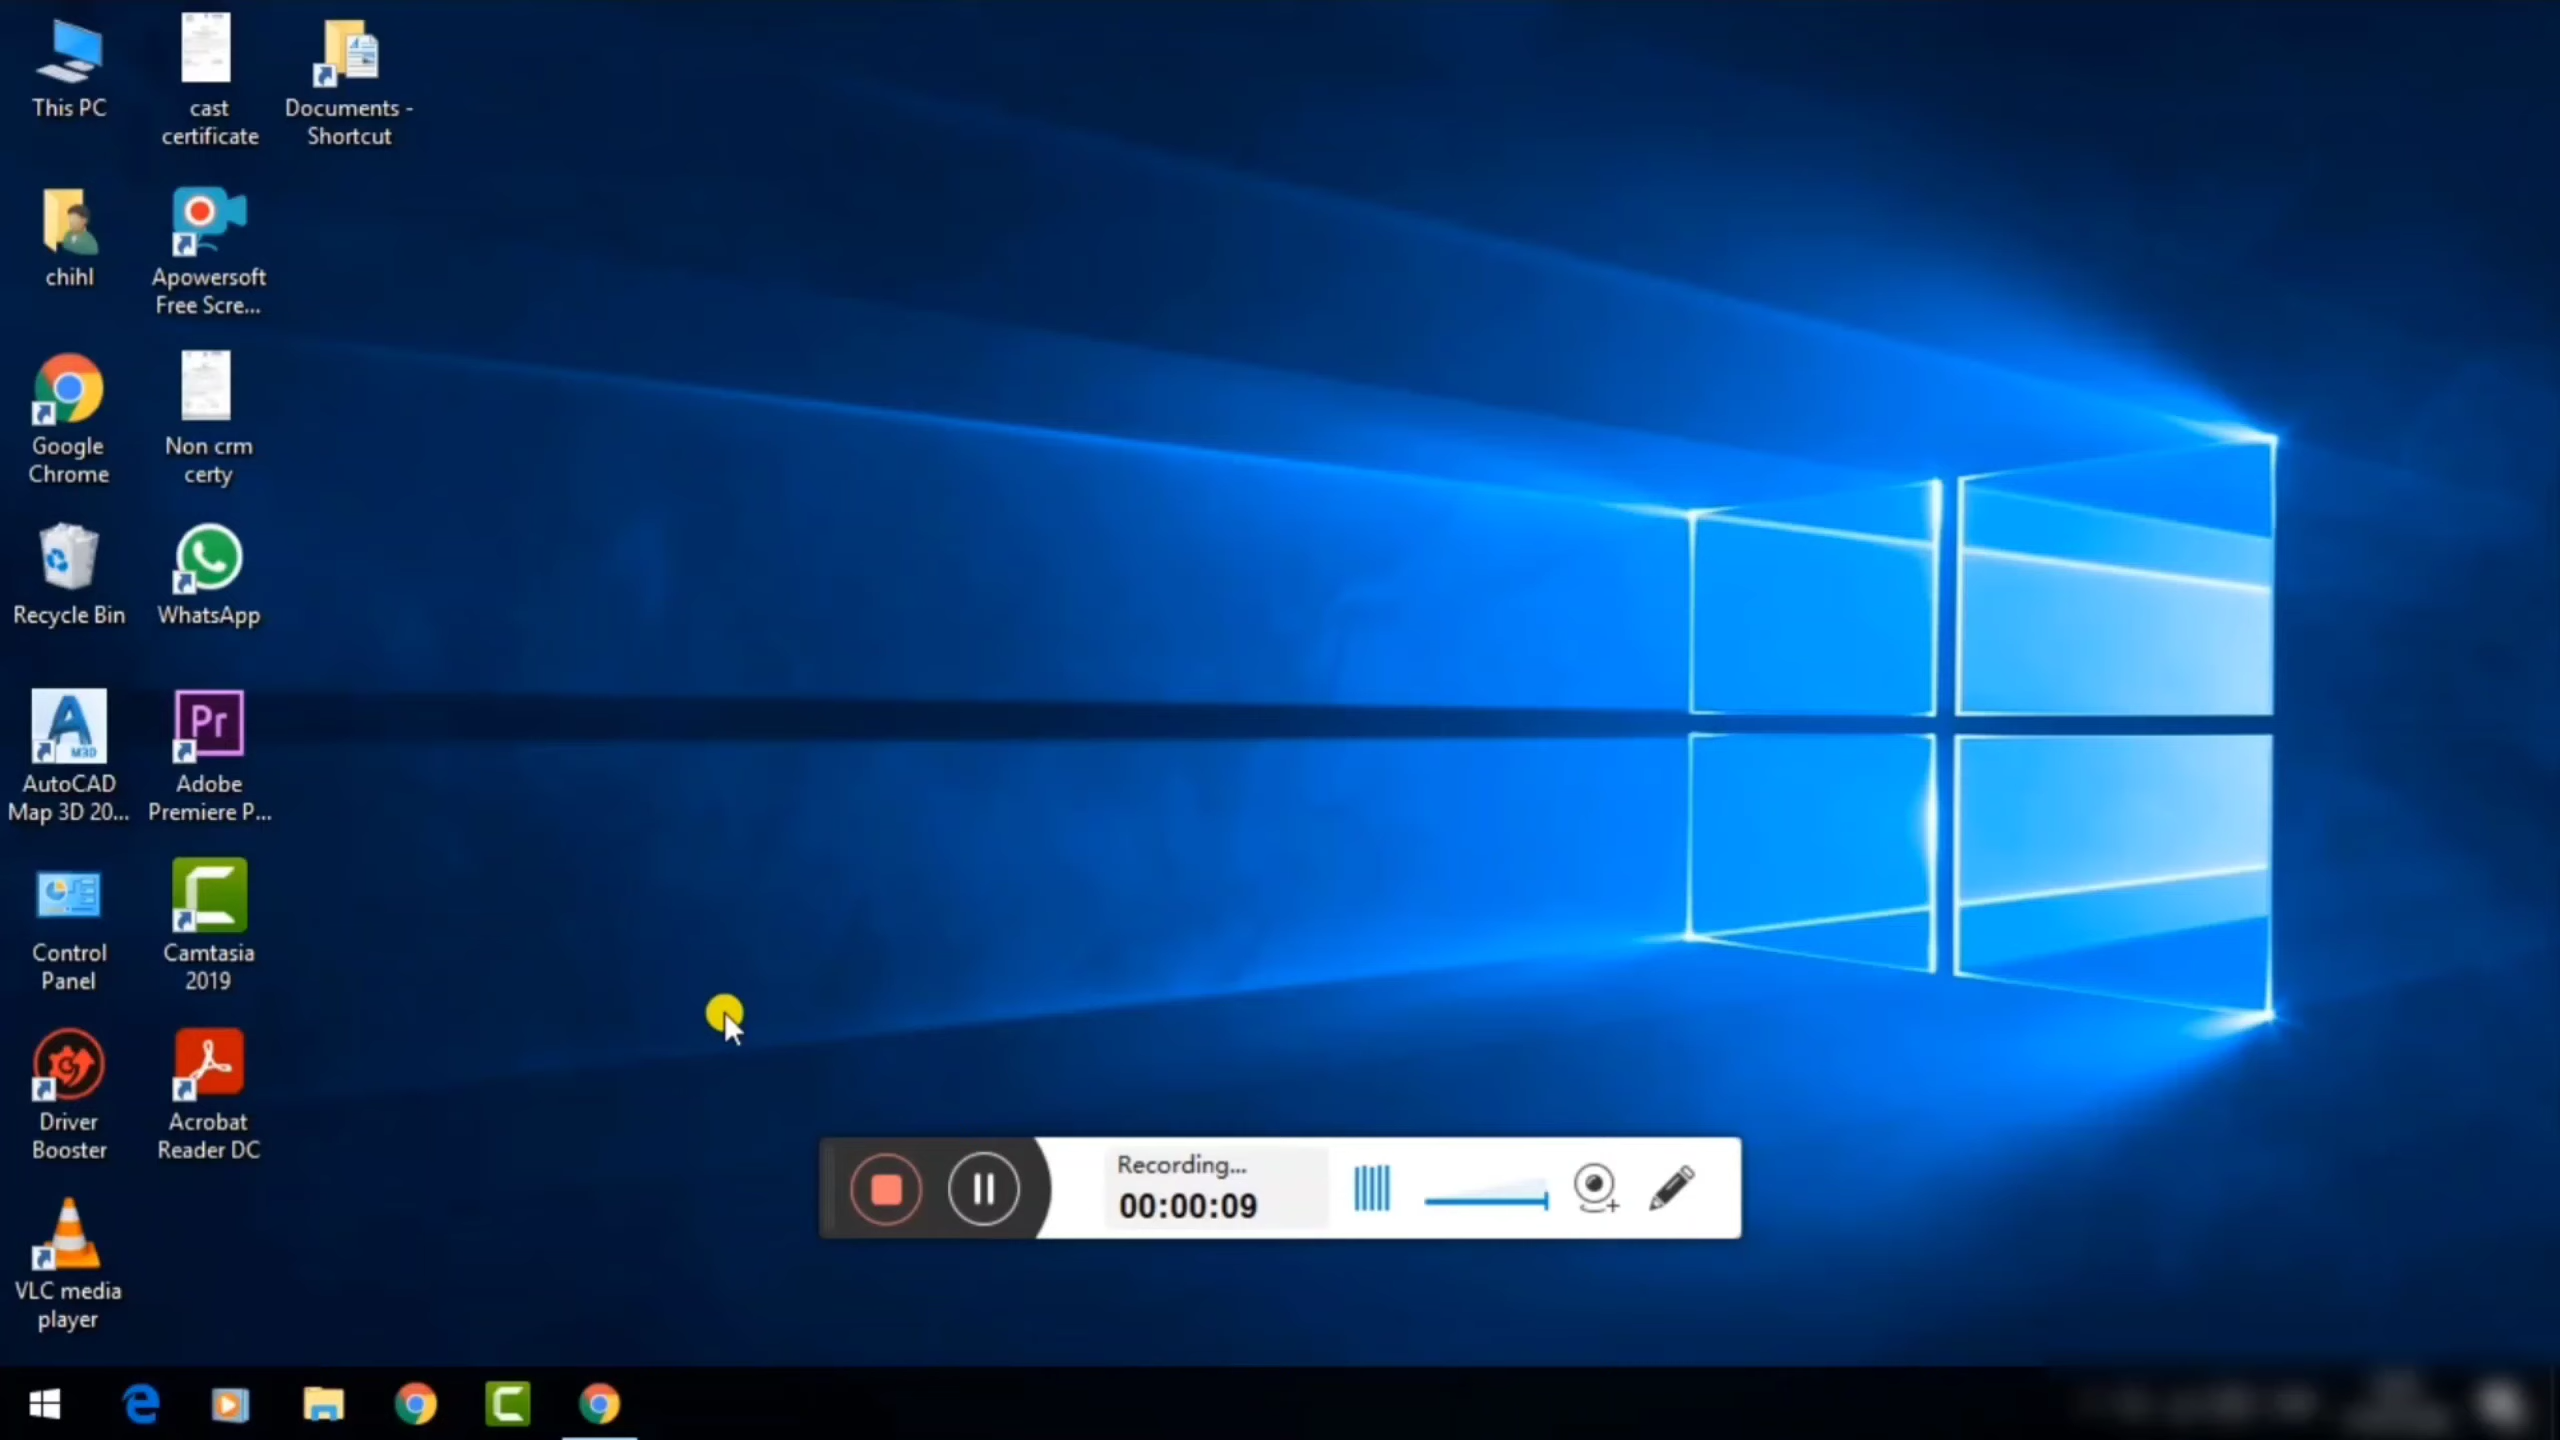 This PC
cast
certificate
Documents -
Shortcut
chihl
Apowersoft
Free Scre...
Google
Chrome
Non crm
certy
Recycle Bin
WhatsApp
AutoCAD
Map 3D 20...
Adobe
Premiere P...
Control
Panel
Camtasia
2019
Driver
Booster
Acrobat
Reader DC
VLC media
player
Recording...
00:00:09
M3D
Pr